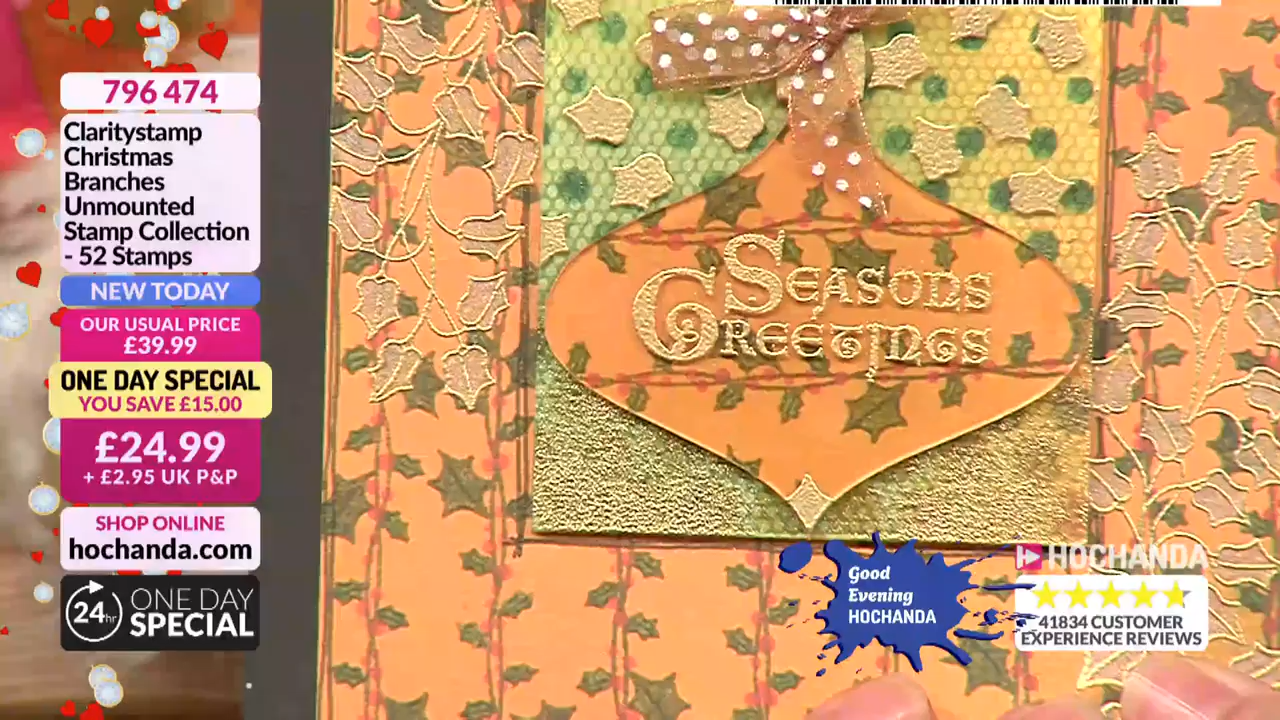 796 474
Claritystamp
Christmas
Branches
Unmounted
Stamp Collection
- 52 Stamps
NEW TODAY
OUR USUAL PRICE
£39.99
ONE DAY SPECIAL
YOU SAVE £15.00
£24.99
+ £2.95 UK P&P
SHOP ONLINE
hochanda.com
24hr
ONE DAY
SPECIAL
SEASONS
GREETINGS
Good
Evening
HOCHANDA
HOCHANDA
41834 CUSTOMER
EXPERIENCE REVIEWS